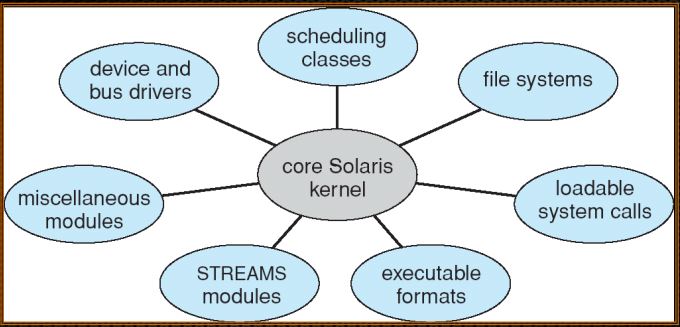 scheduling
classes
device and
bus drivers
file systems
core Solaris
kernel
miscellaneous
modules
loadable
system calls
STREAMS
modules
executable
formats